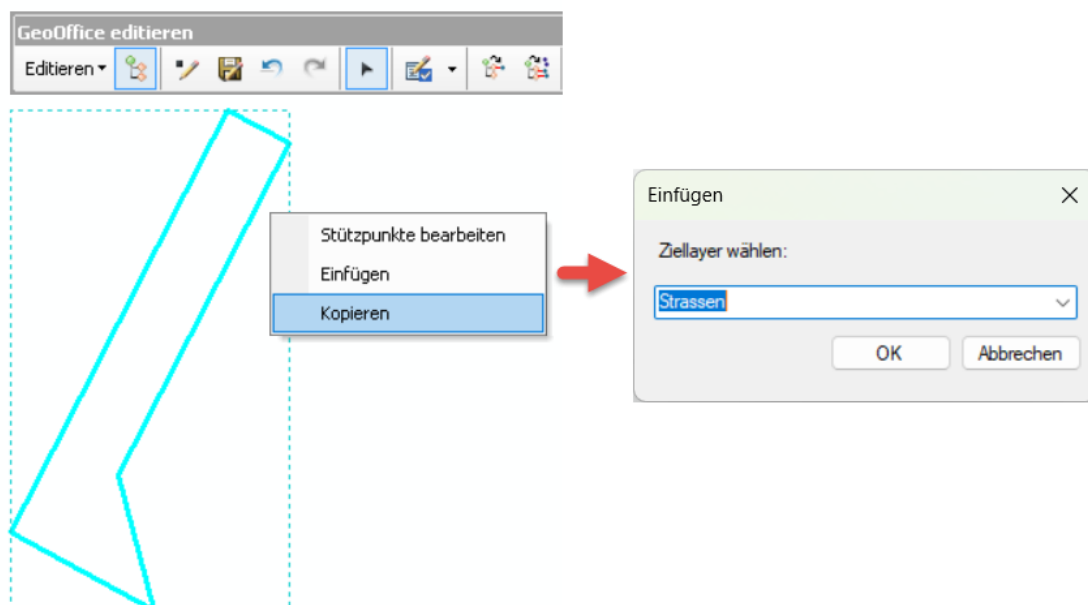 GeoOffice editieren
Editieren
Stützpunkte bearbeiten
Einfügen
Kopieren
Einfügen
Ziellayer wählen:
Strassen
OK
Abbrechen